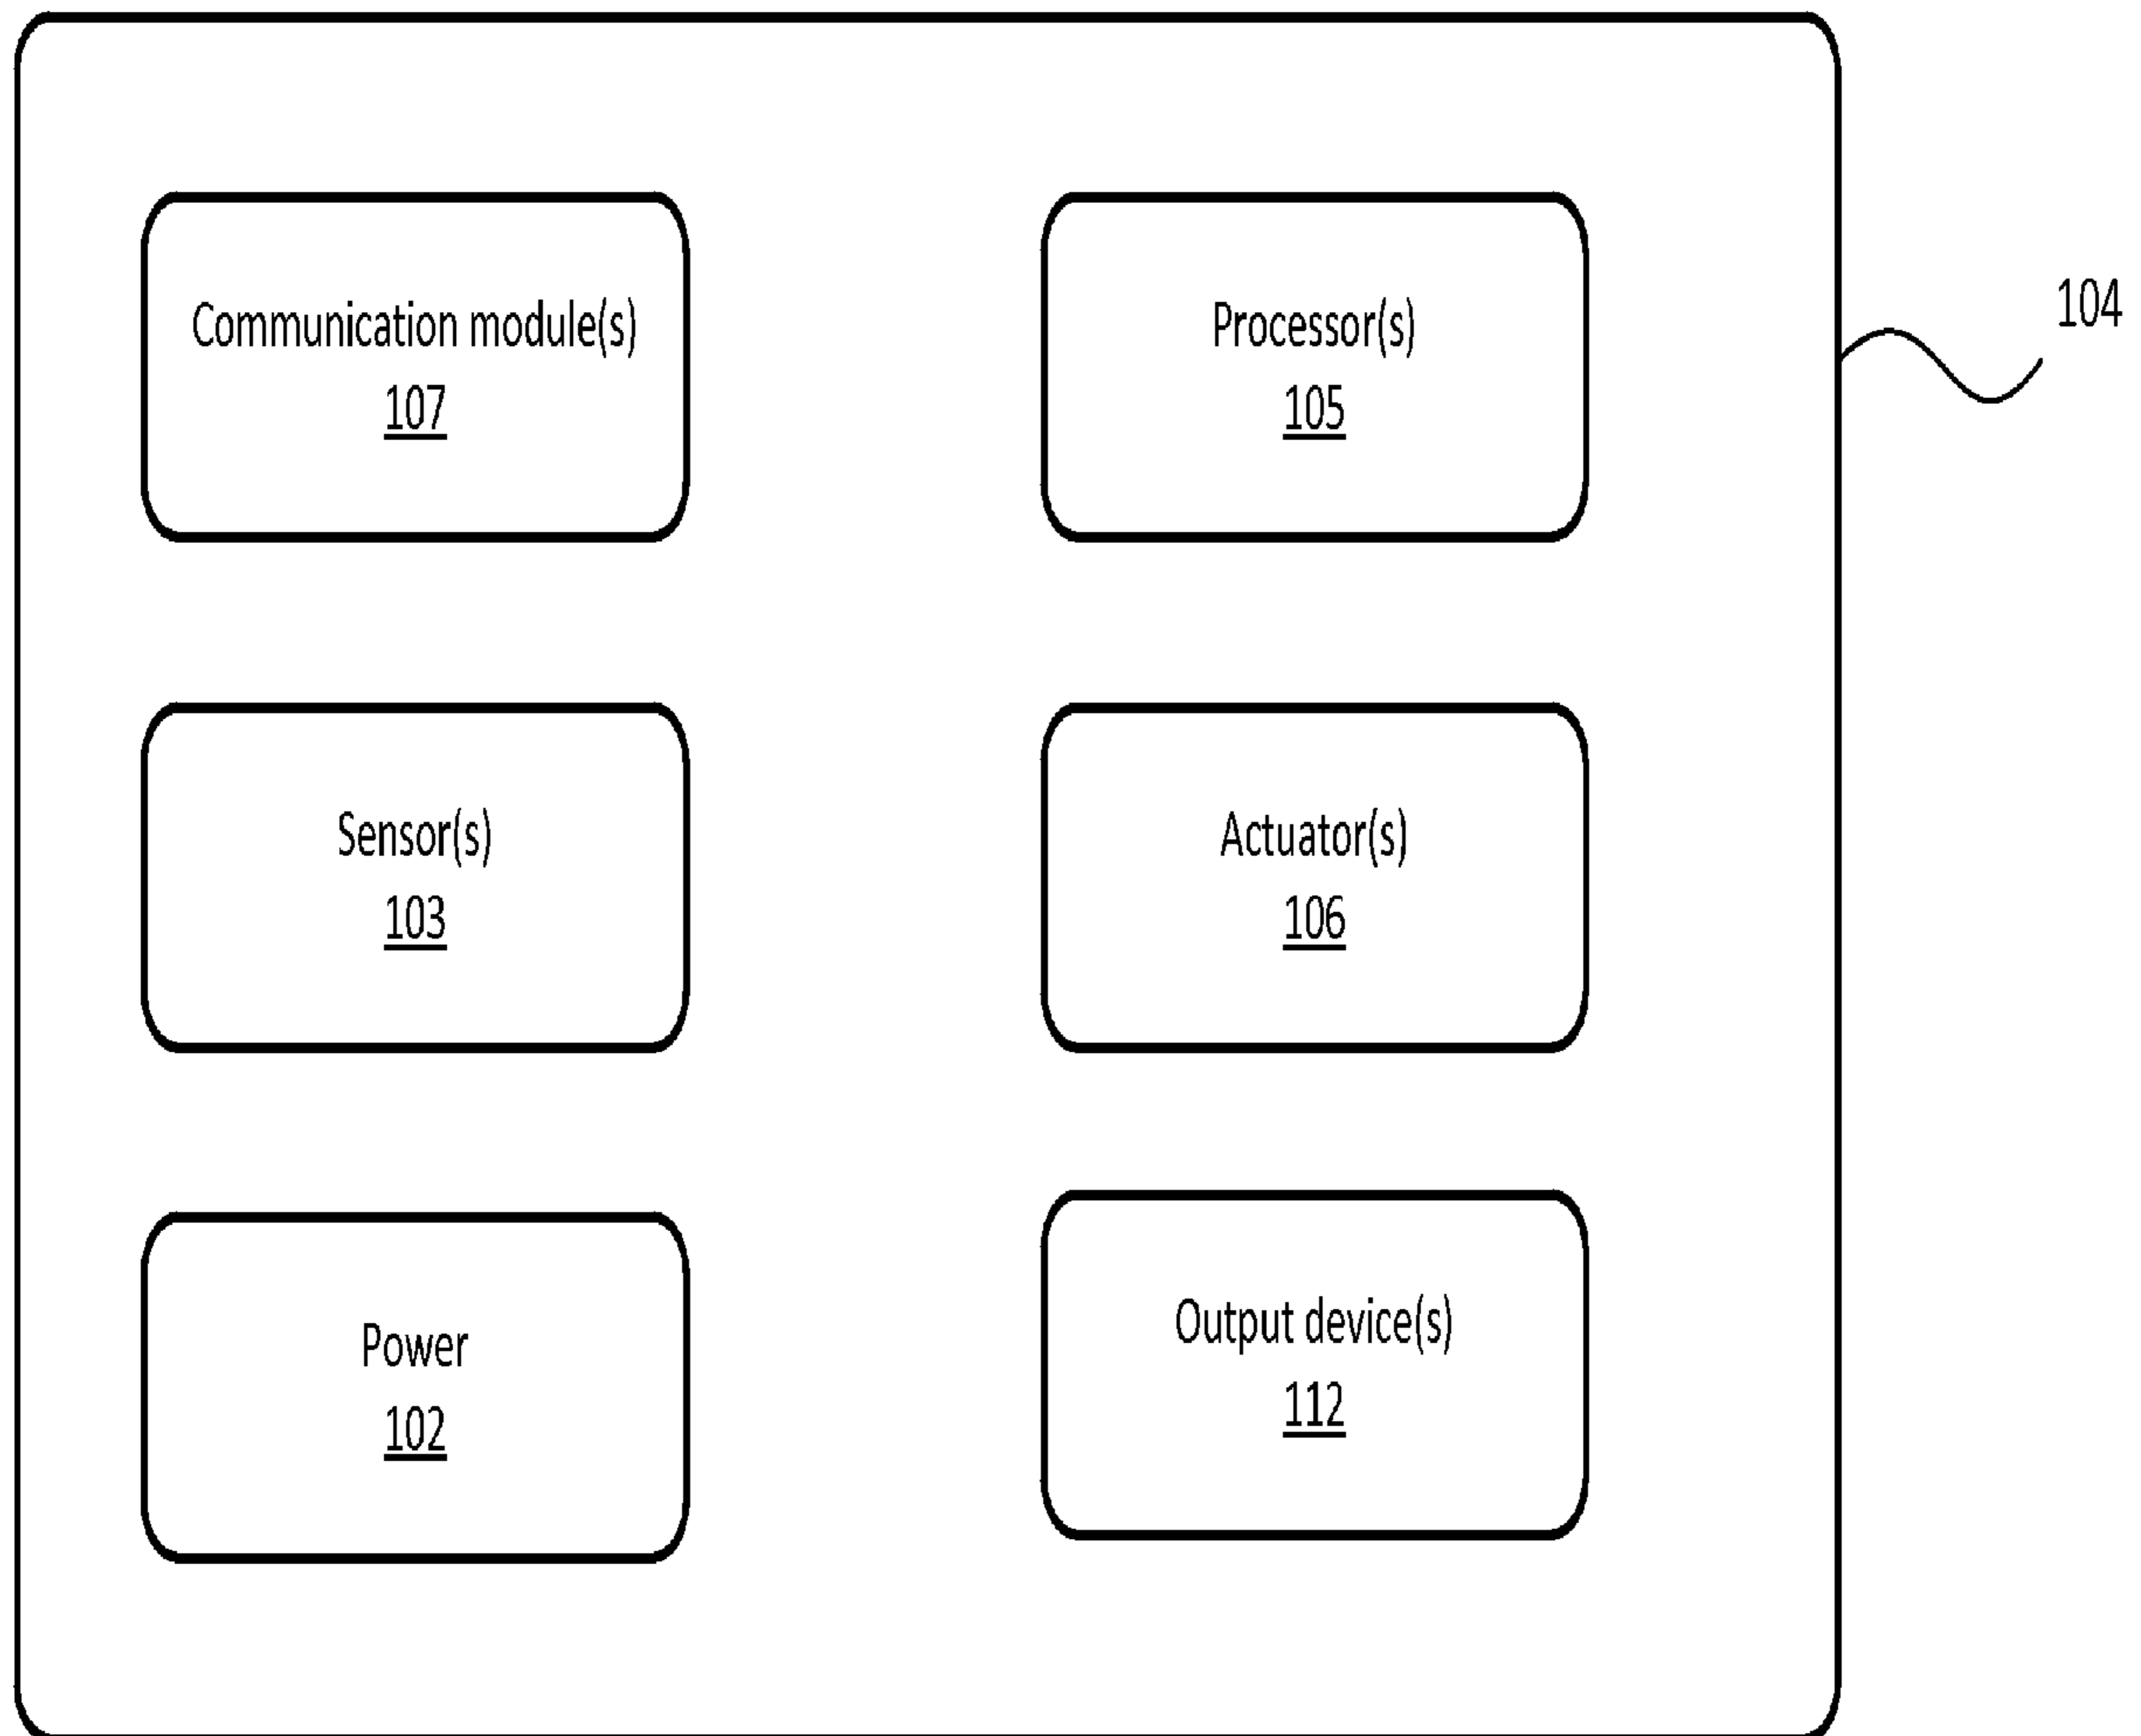 Communication module(s)
107
Processor(s)
105
104
Sensor(s)
103
Actuator(s)
106
Power
102
Output device(s)
112